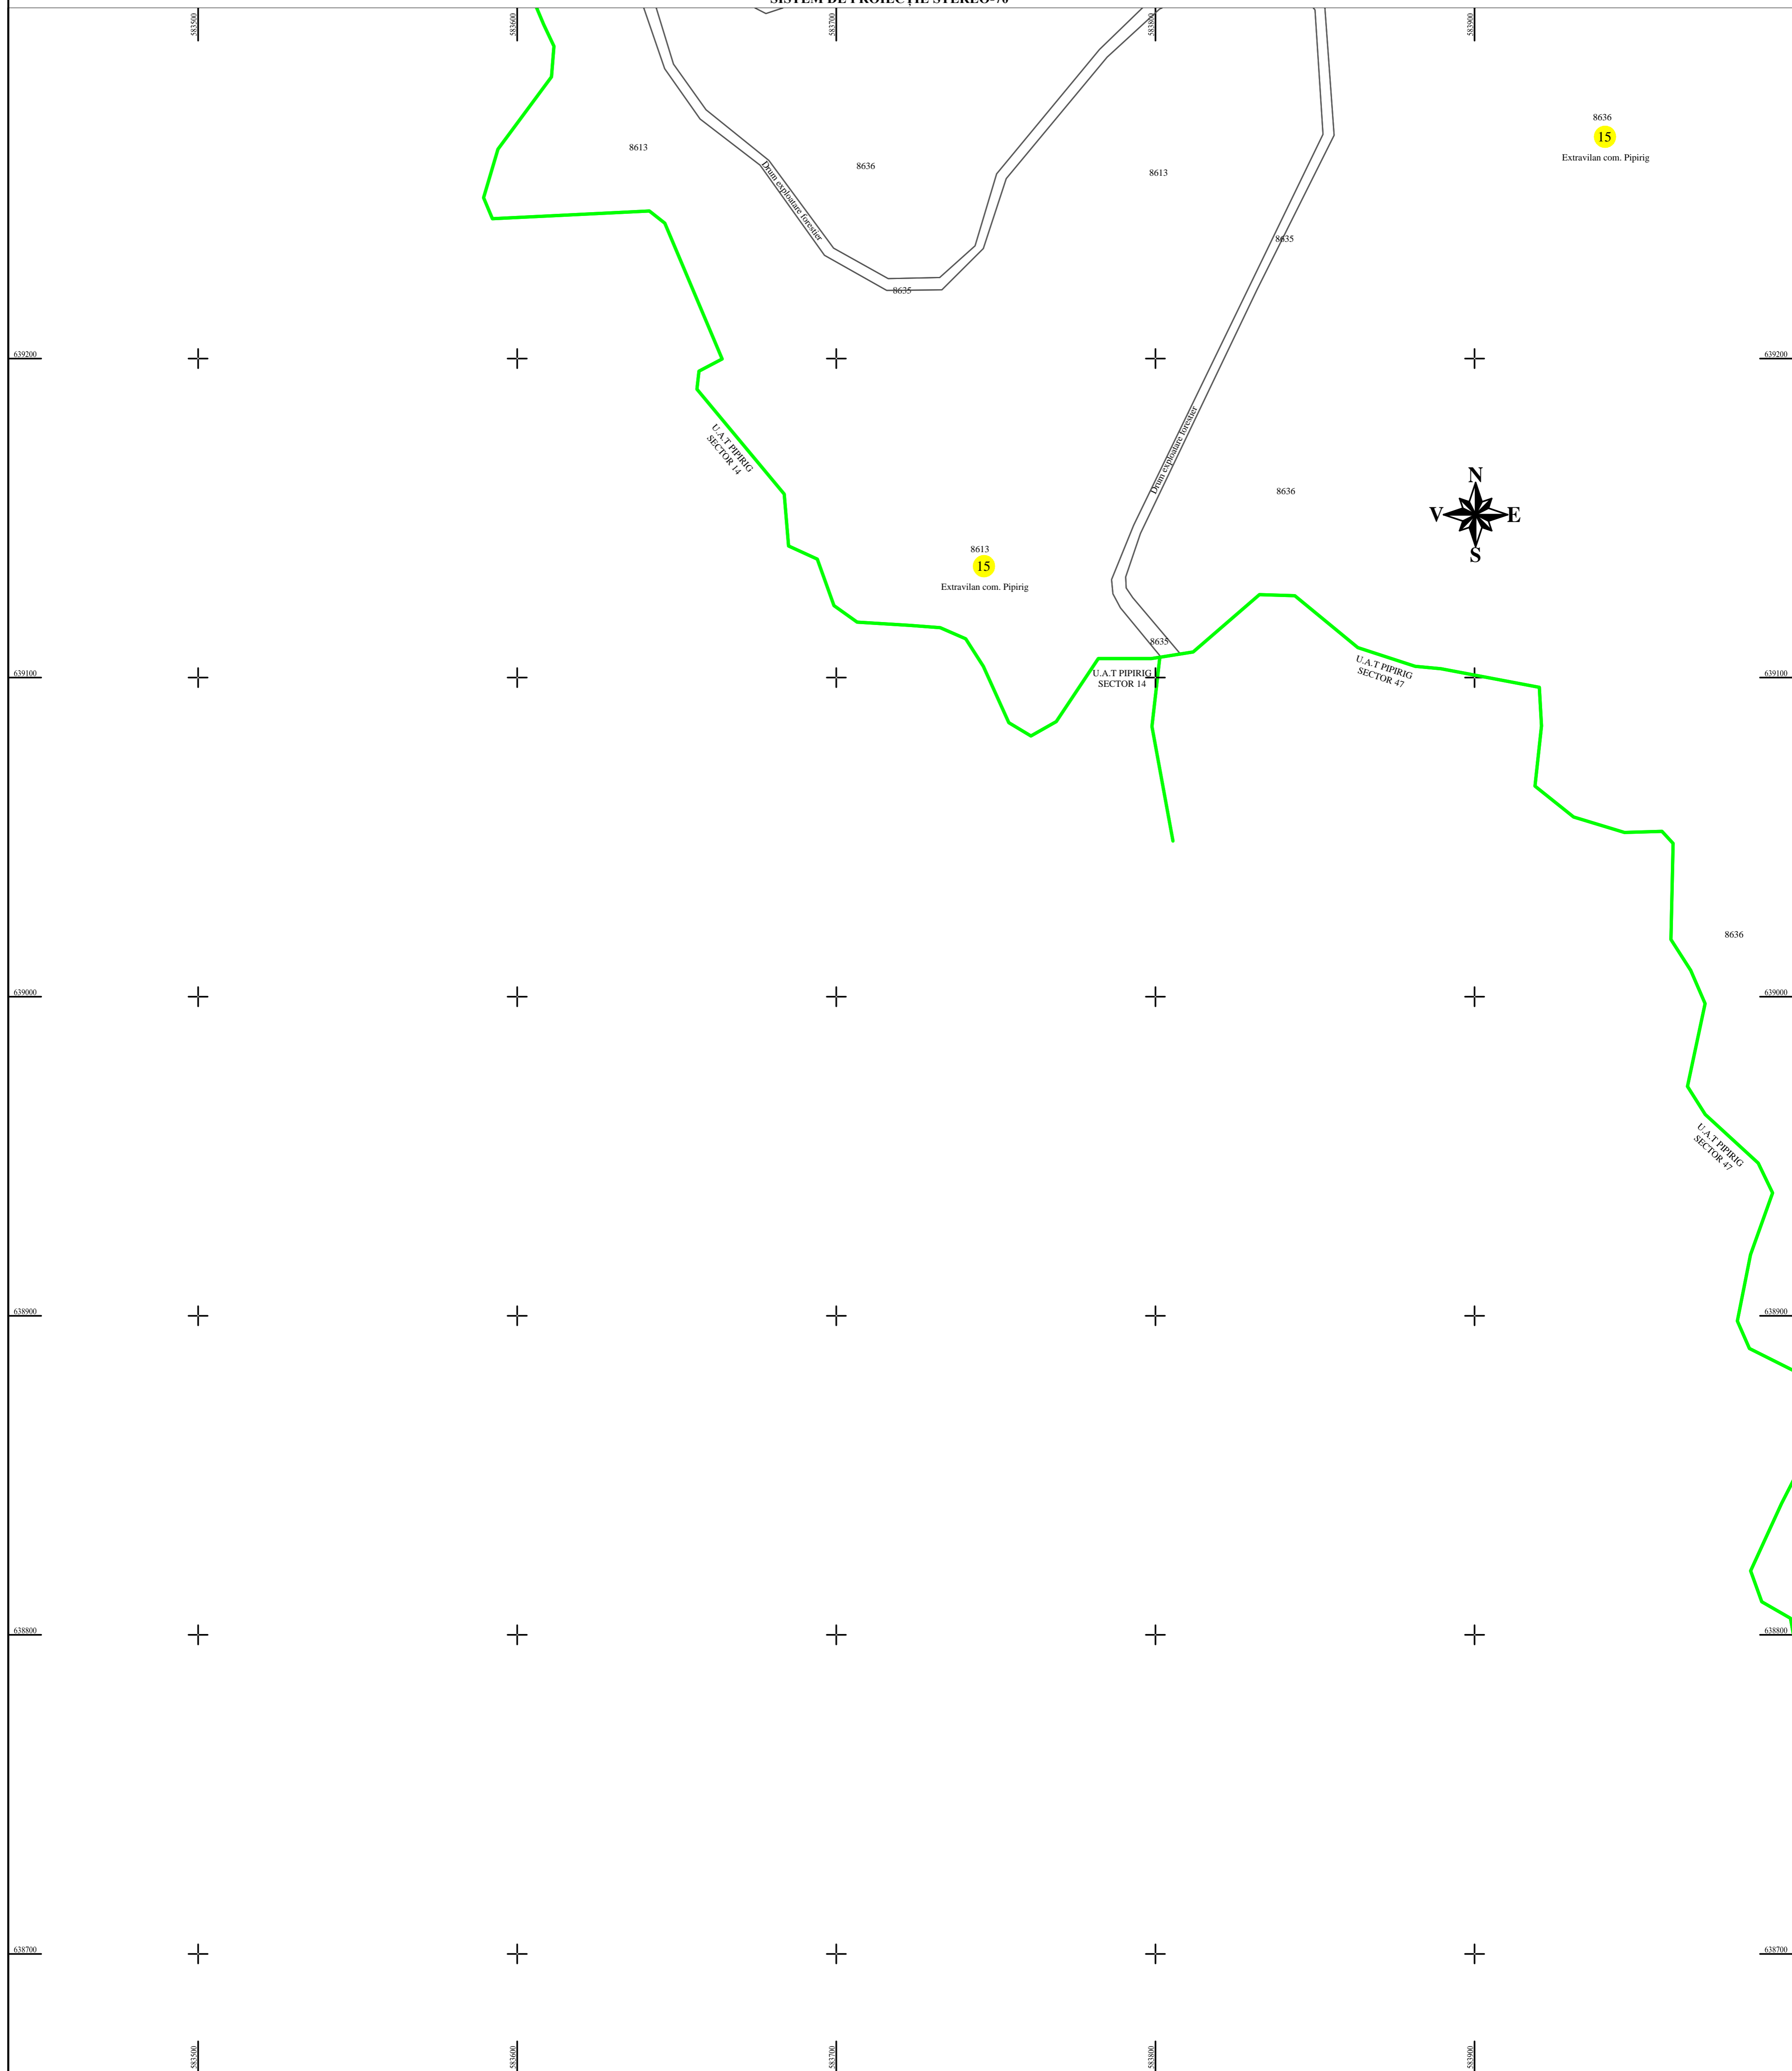 SISTEM DE PROIECȚIE STEREO-70
583500
583600
583700
583800
583900
8636
15
Extravilan com. Pipirig
8613
8636
8613
Drum exploatare forestier
8635
8635
639200
639200
Drum exploatare forestier
U.A.T PIPIRIG
SECTOR 14
8636
N
V
E
S
8613
15
Extravilan com. Pipirig
8635
U.A.T PIPIRIG
SECTOR 14
U.A.T PIPIRIG
SECTOR 47
639100
639100
8636
639000
639000
U.A.T PIPIRIG
SECTOR 47
638900
638900
638800
638800
638700
638700
583500
583600
583700
583800
583900